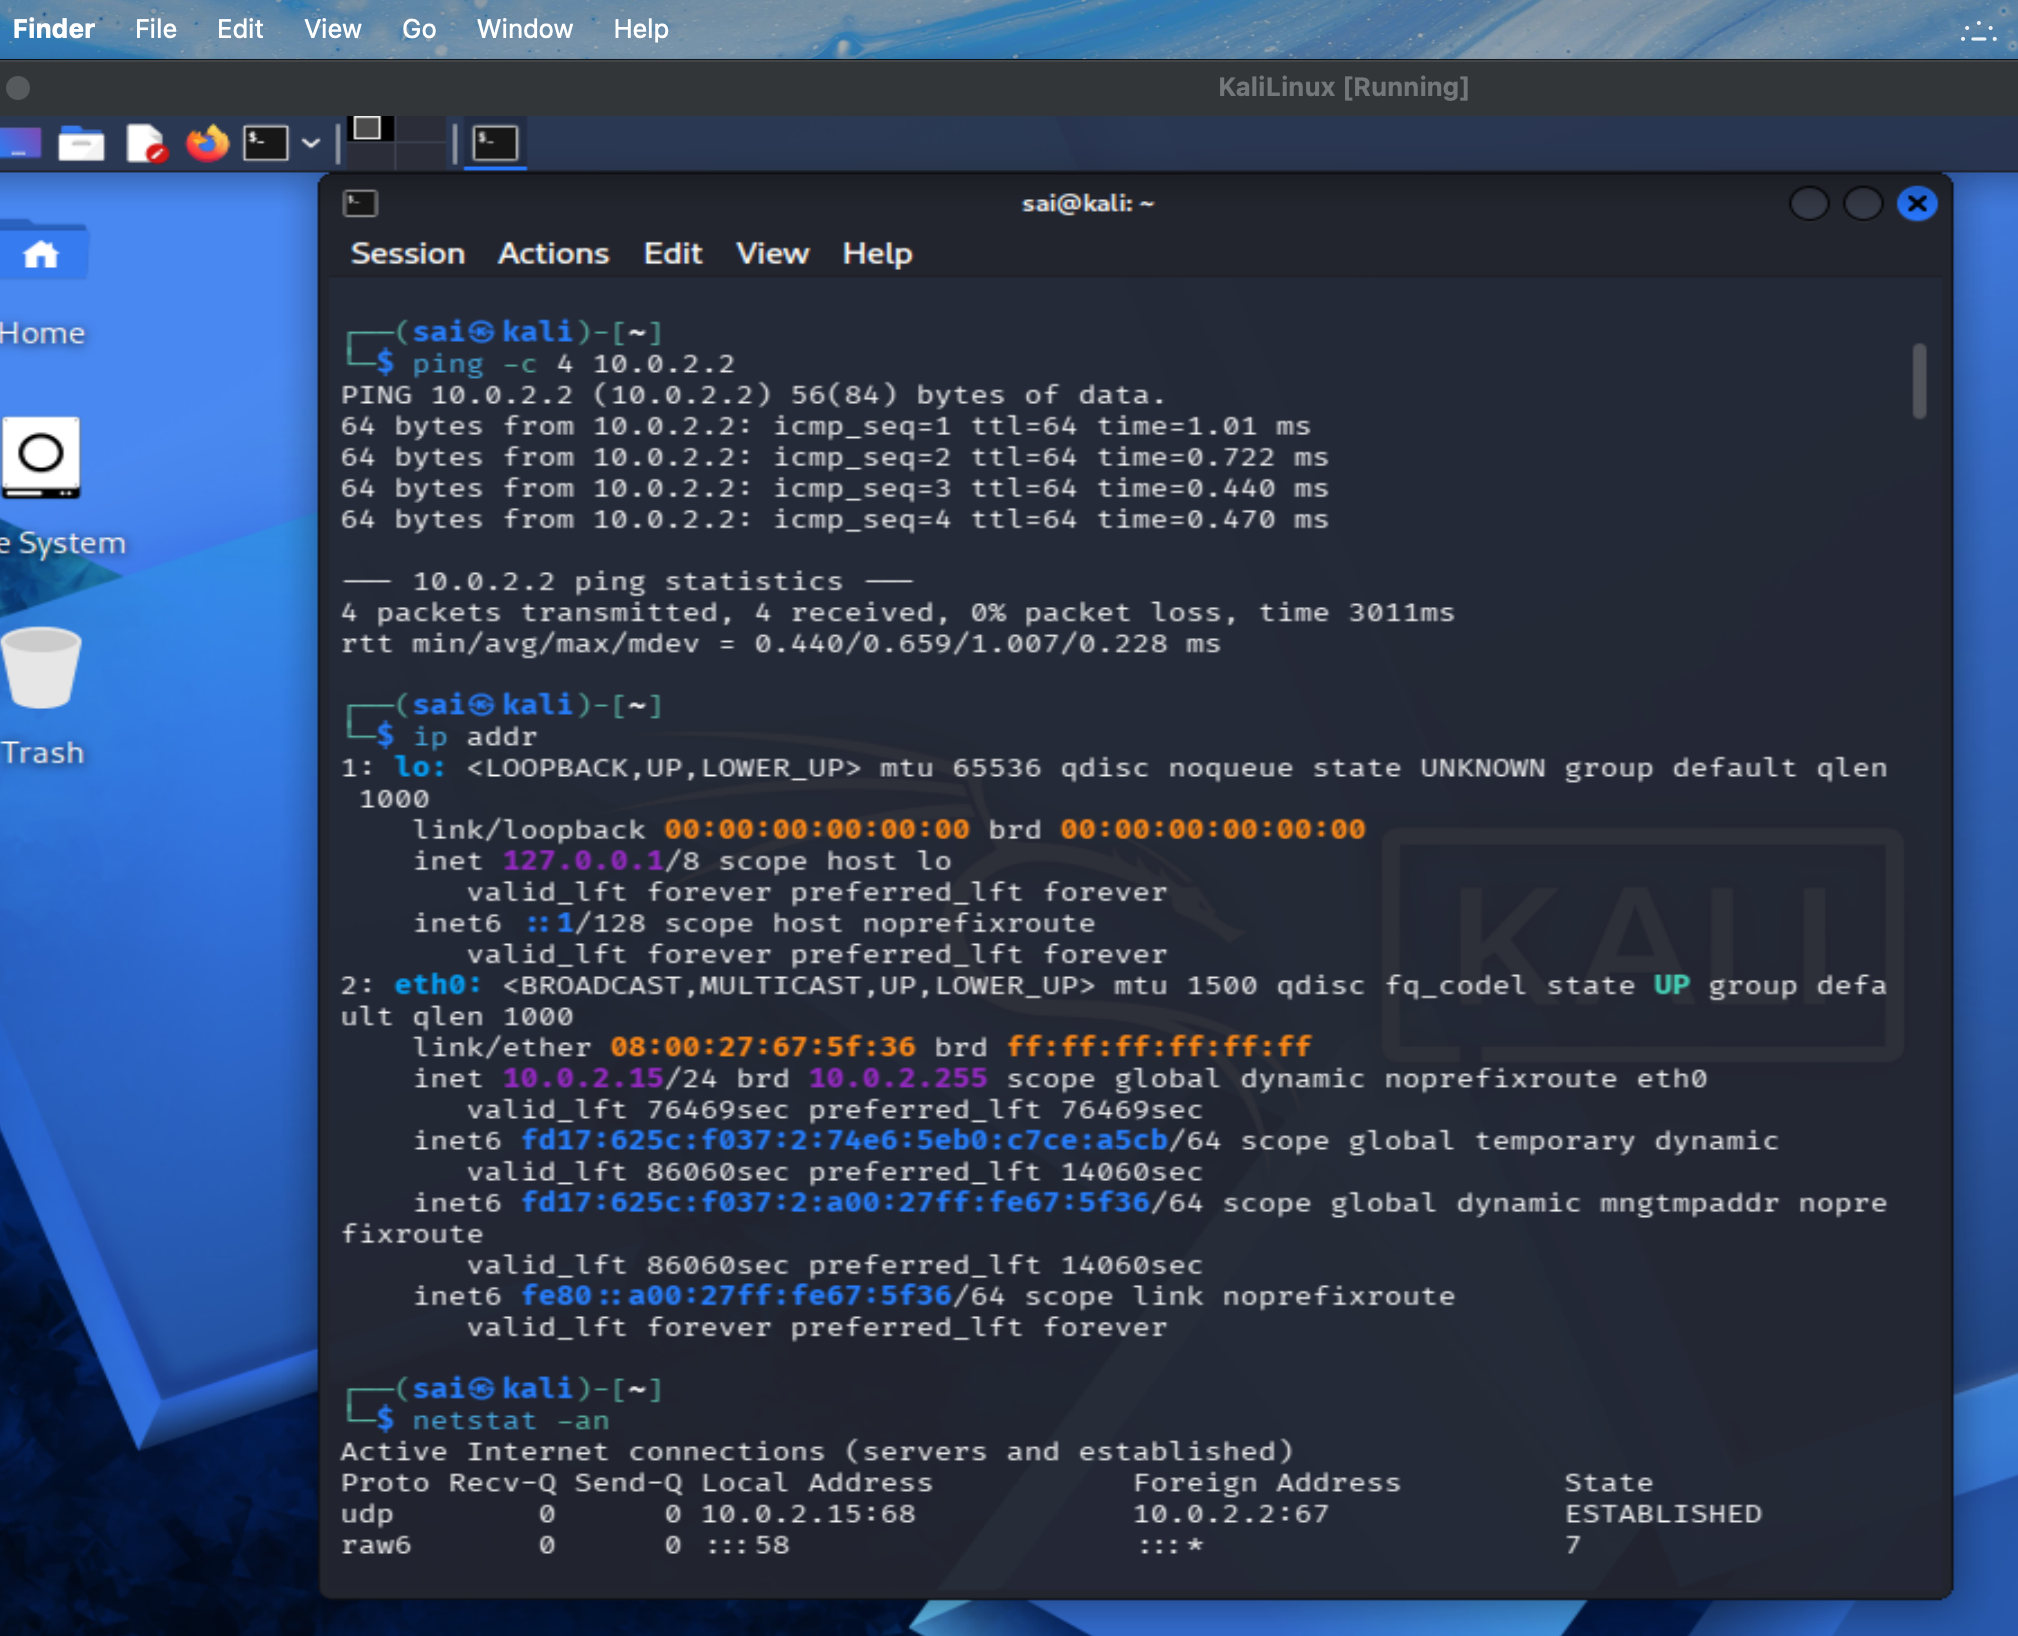 Finder File Edit View Go Window Help
KaliLinux [Running]
sai@kali: ~
Session Actions Edit View Help
Home
e System
Trash
┌──(sai㉿kali)-[~]
└─$ ping -c 4 10.0.2.2
PING 10.0.2.2 (10.0.2.2) 56(84) bytes of data.
64 bytes from 10.0.2.2: icmp_seq=1 ttl=64 time=1.01 ms
64 bytes from 10.0.2.2: icmp_seq=2 ttl=64 time=0.722 ms
64 bytes from 10.0.2.2: icmp_seq=3 ttl=64 time=0.440 ms
64 bytes from 10.0.2.2: icmp_seq=4 ttl=64 time=0.470 ms
─── 10.0.2.2 ping statistics ───
4 packets transmitted, 4 received, 0% packet loss, time 3011ms
rtt min/avg/max/mdev = 0.440/0.659/1.007/0.228 ms
┌──(sai㉿kali)-[~]
└─$ ip addr
1: lo: <LOOPBACK,UP,LOWER_UP> mtu 65536 qdisc noqueue state UNKNOWN group default qlen
1000
link/loopback 00:00:00:00:00:00 brd 00:00:00:00:00:00
inet 127.0.0.1/8 scope host lo
valid_lft forever preferred_lft forever
inet6 ::1/128 scope host noprefixroute
valid_lft forever preferred_lft forever
2: eth0: <BROADCAST,MULTICAST,UP,LOWER_UP> mtu 1500 qdisc fq_codel state UP group defa
ult qlen 1000
link/ether 08:00:27:67:5f:36 brd ff:ff:ff:ff:ff:ff
inet 10.0.2.15/24 brd 10.0.2.255 scope global dynamic noprefixroute eth0
valid_lft 76469sec preferred_lft 76469sec
inet6 fd17:625c:f037:2:74e6:5eb0:c7ce:a5cb/64 scope global temporary dynamic
valid_lft 86060sec preferred_lft 14060sec
inet6 fd17:625c:f037:2:a00:27ff:fe67:5f36/64 scope global dynamic mngtmpaddr nopre
fixroute
valid_lft 86060sec preferred_lft 14060sec
inet6 fe80::a00:27ff:fe67:5f36/64 scope link noprefixroute
valid_lft forever preferred_lft forever
KALI
┌──(sai㉿kali)-[~]
└─$ netstat -an
Active Internet connections (servers and established)
Proto Recv-Q Send-Q Local Address Foreign Address State
udp 0 0 10.0.2.15:68 10.0.2.2:67 ESTABLISHED
raw6 0 0 :::58 :::* 7